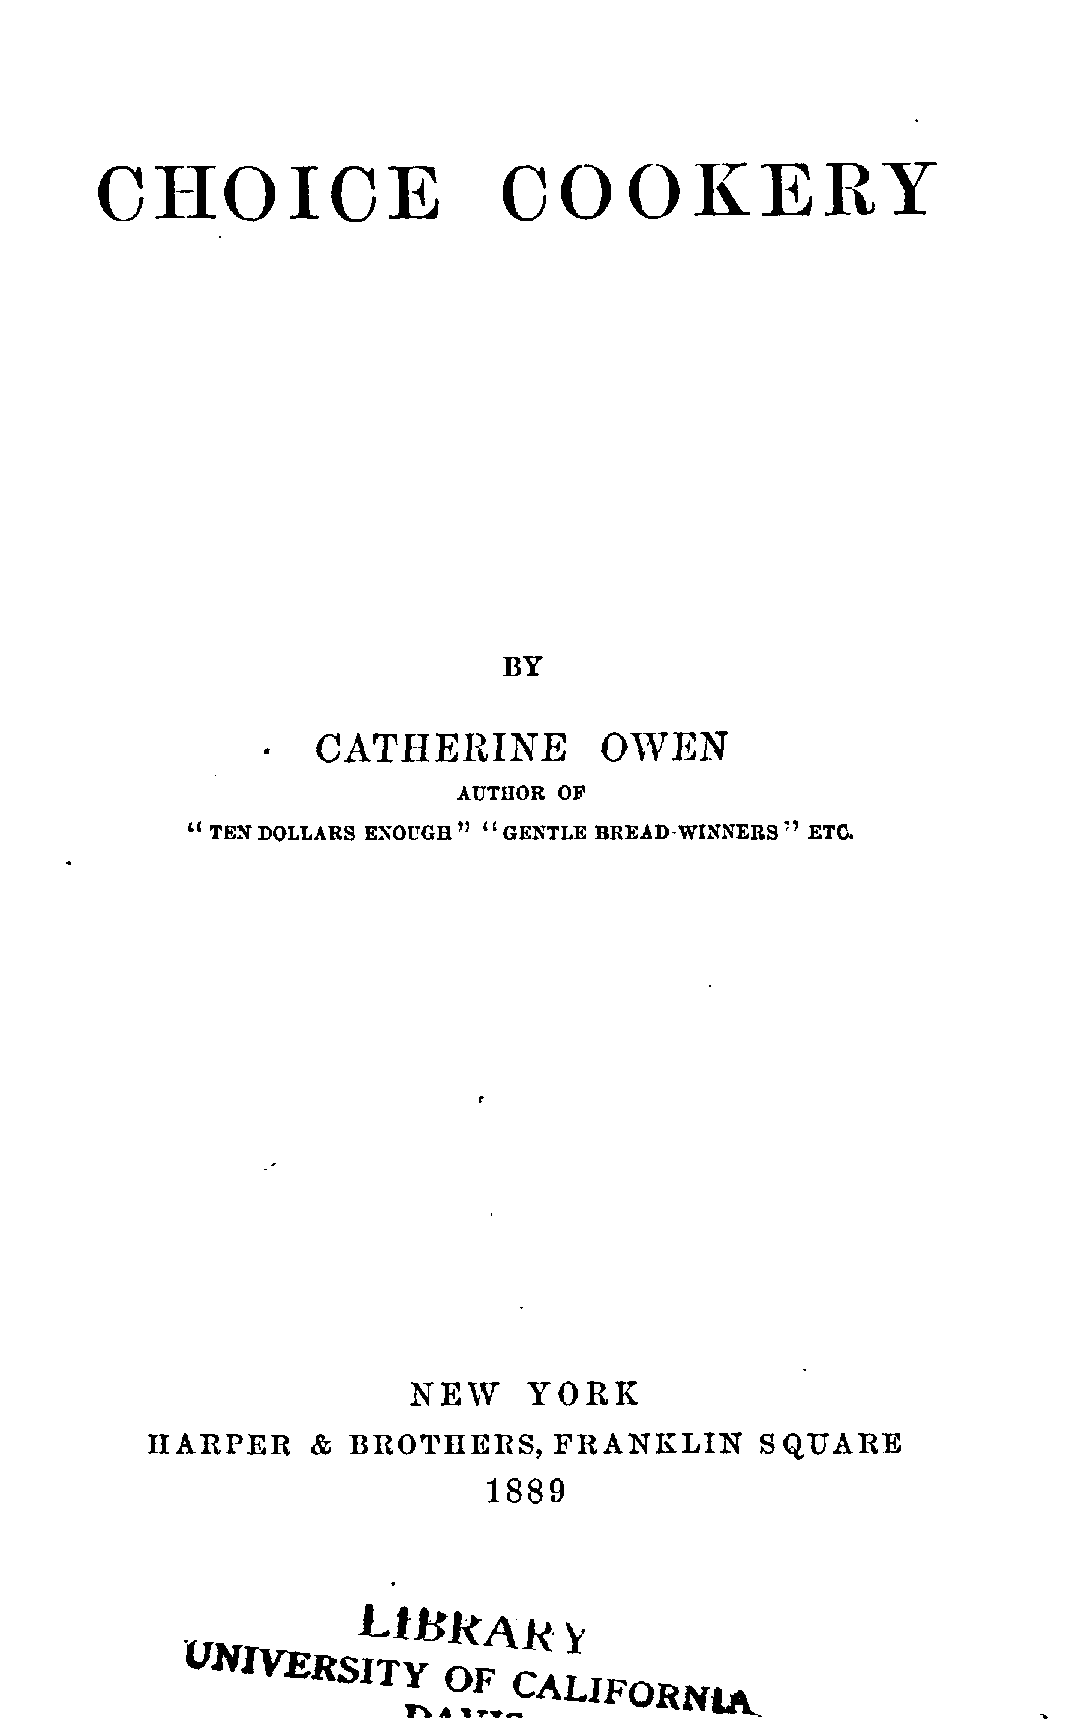 CHOICE COOKERY
BY
CATHERINE OWEN
AUTHOR OF
“TEN DOLLARS ENOUGH” “GENTLE BREAD-WINNERS” ETC.
NEW YORK
HARPER & BROTHERS, FRANKLIN SQUARE
1889
LIBRARY
UNIVERSITY OF CALIFORNIA
DAVIS